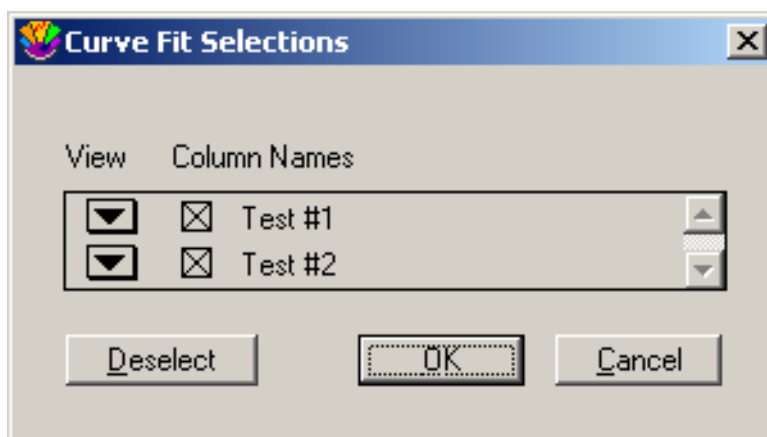 Curve Fit Selections
View Column Names
Test #1
Test #2
Deselect OK Cancel